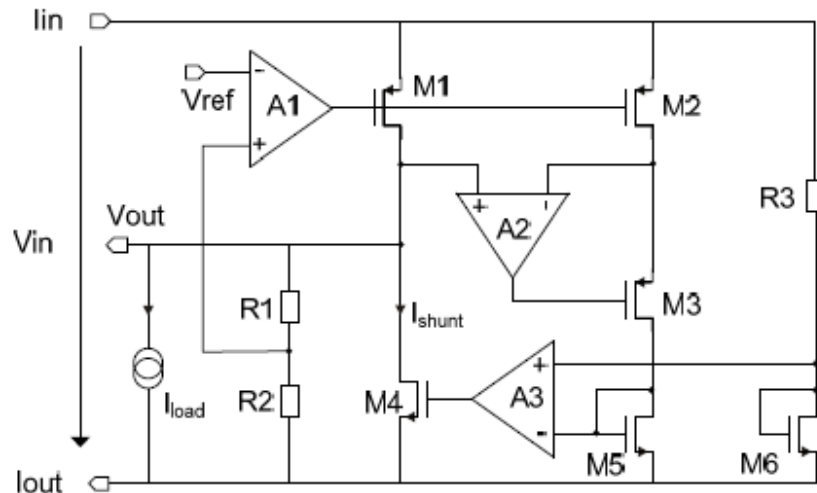 Iin
Vref
-
A1
+
M1
M2
+
-
A2
R3
Vout
Vin
R1
Ishunt
M3
Iload
R2
M4
+
A3
-
M5
M6
Iout